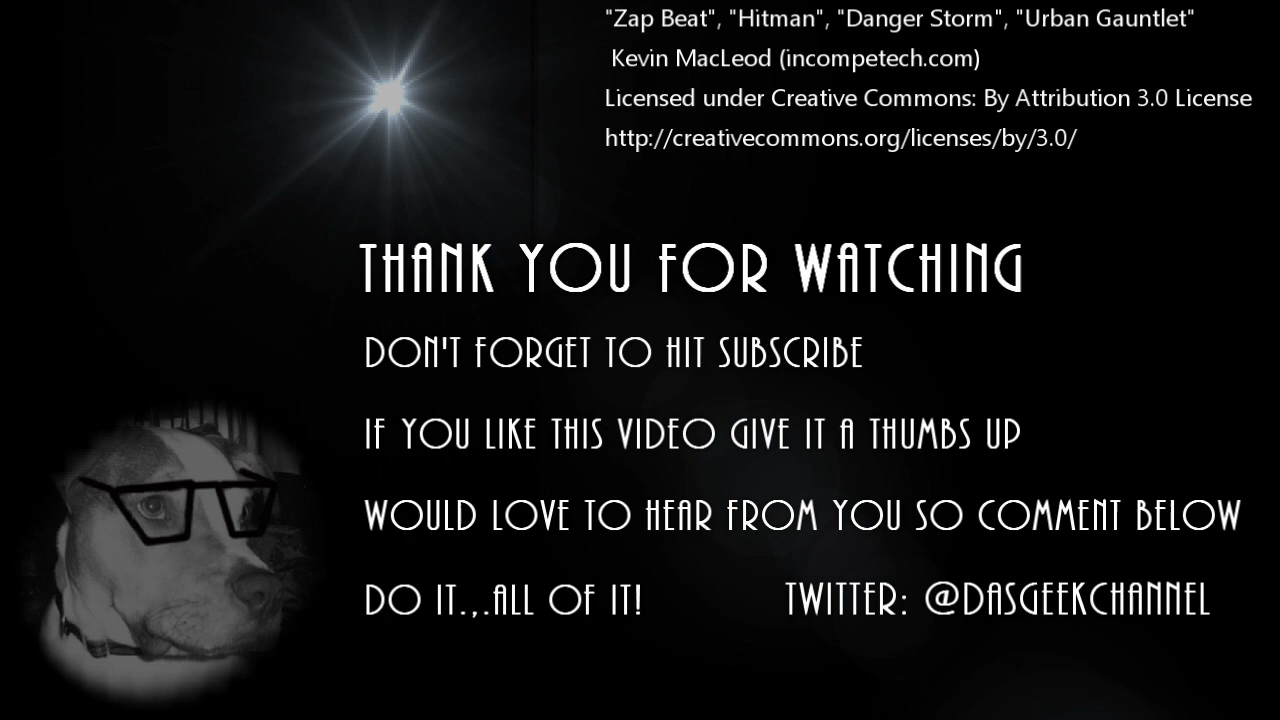 "Zap Beat", "Hitman", "Danger Storm", "Urban Gauntlet"
Kevin MacLeod (incompetech.com)
Licensed under Creative Commons: By Attribution 3.0 License
http://creativecommons.org/licenses/by/3.0/
THANK YOU FOR WATCHING
DON'T FORGET TO HIT SUBSCRIBE
IF YOU LIKE THIS VIDEO GIVE IT A THUMBS UP
WOULD LOVE TO HEAR FROM YOU SO COMMENT BELOW
DO IT.,.ALL OF IT!
TWITTER: @DASGEEKCHANNEL